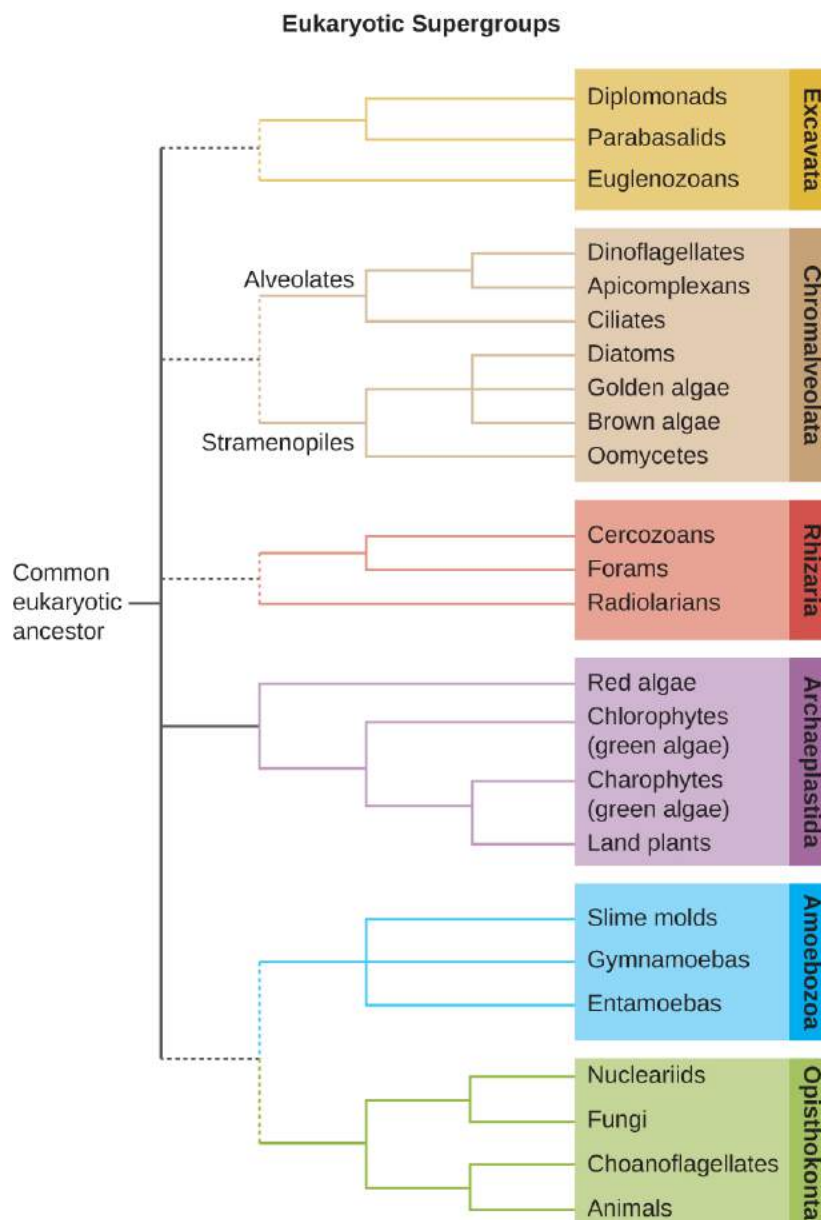 Eukaryotic Supergroups
Diplomonads
Parabasalids
Euglenozoans
Excavata
Alveolates
Dinoflagellates
Apicomplexans
Ciliates
Diatoms
Golden algae
Brown algae
Stramenopiles
Oomycetes
Chromalveolata
Common
eukaryotic
ancestor
Cercozoans
Forams
Radiolarians
Rhizaria
Red algae
Chlorophytes
(green algae)
Charophytes
(green algae)
Land plants
Archaeplastida
Slime molds
Gymnamoebas
Entamoebas
Amoebozoa
Nucleariids
Fungi
Choanoflagellates
Animals
Opisthokonta